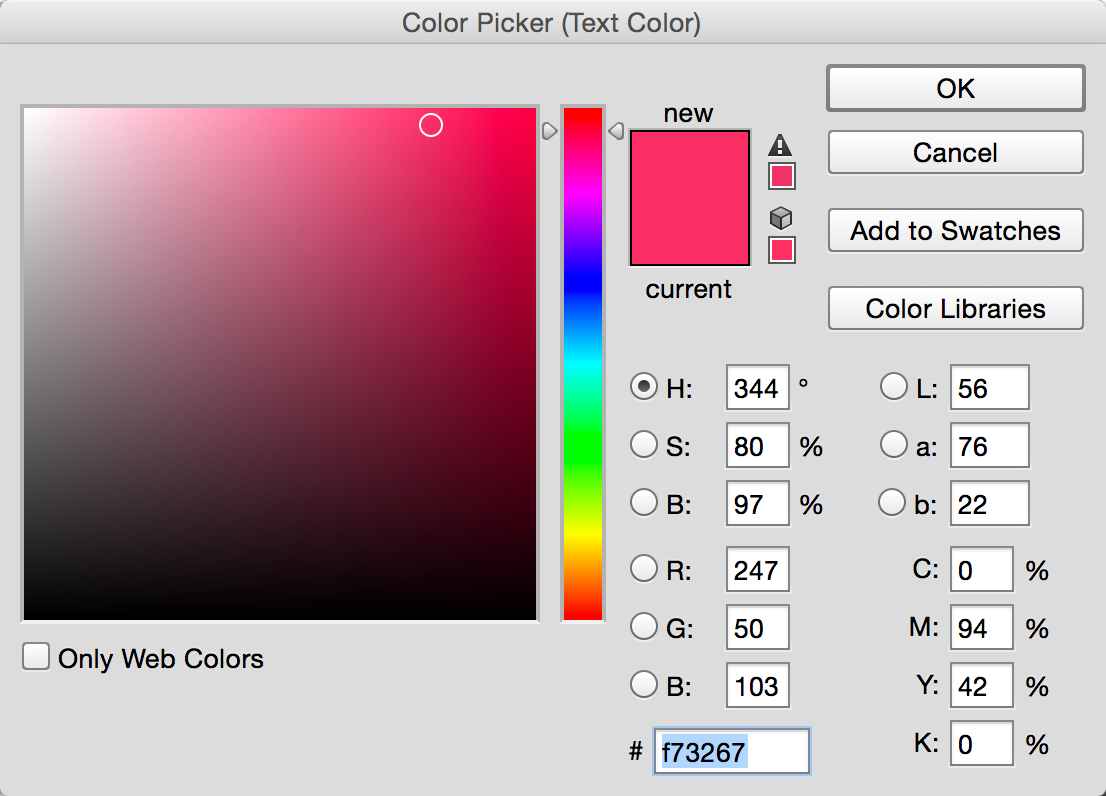 Color Picker (Text Color)
OK
new
Cancel
Add to Swatches
current
Color Libraries
H: 344 ° L: 56
S: 80 % a: 76
B: 97 % b: 22
R: 247 C: 0 %
G: 50 M: 94 %
B: 103 Y: 42 %
# f73267 K: 0 %
Only Web Colors